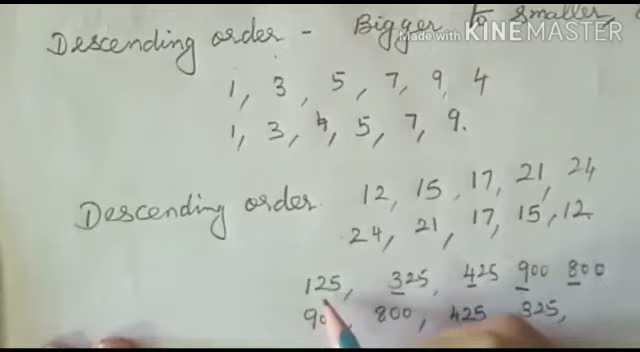 Descending order - Bigger to smaller,
Made with KINEMASTER
1, 3, 5, 7, 9, 4
1, 3, 4, 5, 7, 9.
Descending order. 12, 15, 17, 21, 24
24, 21, 17, 15, 12
125, 325, 425 900 800
800, 425 325,